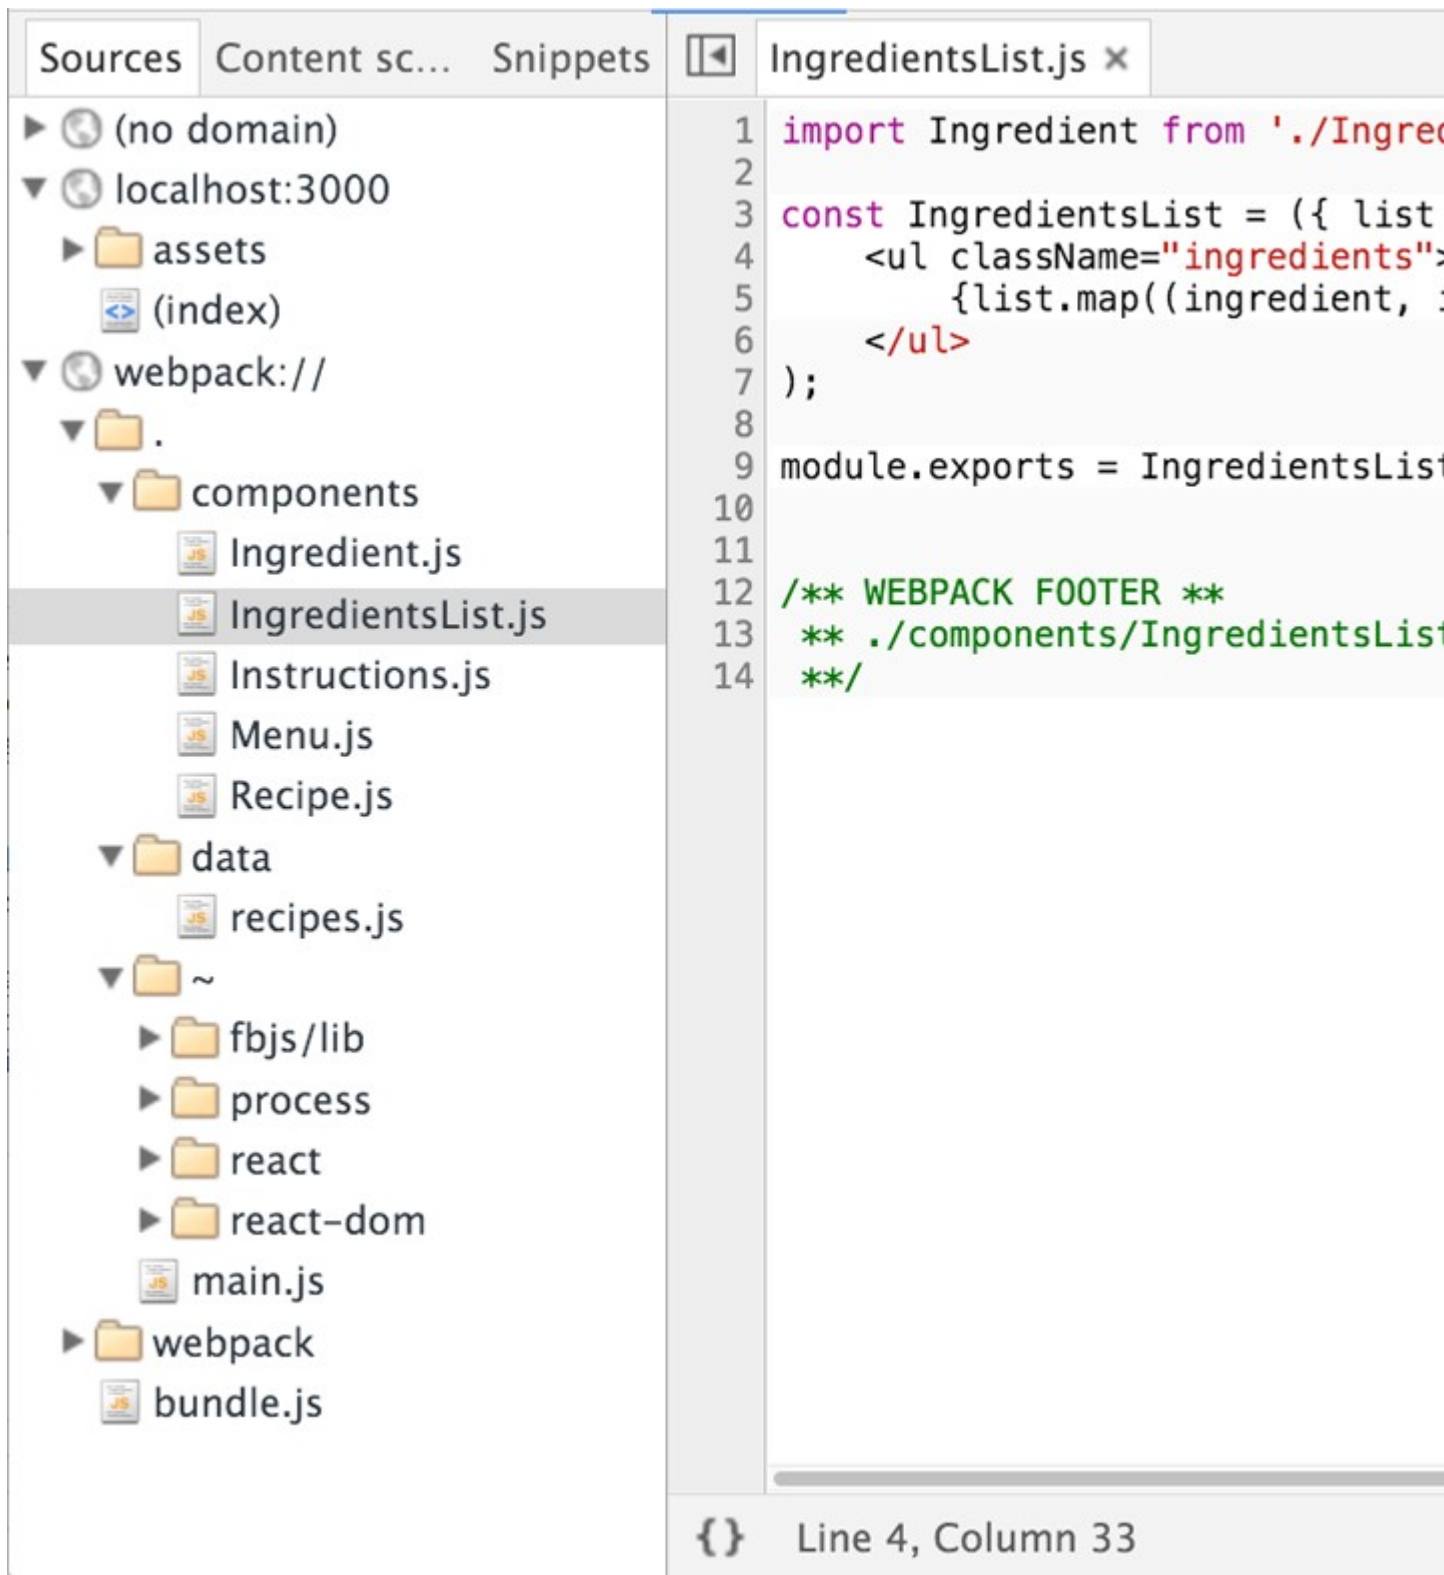 Sources Content sc... Snippets
(no domain)
localhost:3000
assets
(index)
webpack://
.
components
Ingredient.js
IngredientsList.js
Instructions.js
Menu.js
Recipe.js
data
recipes.js
~
fbjs/lib
process
react
react-dom
main.js
webpack
bundle.js
IngredientsList.js ×
1 import Ingredient from './Ingred
2
3 const IngredientsList = ({ list
4     <ul className="ingredients">
5         {list.map((ingredient, i
6     </ul>
7 );
8
9 module.exports = IngredientsList
10
11
12 /** WEBPACK FOOTER **
13  ** ./components/IngredientsList
14  **/
{} Line 4, Column 33